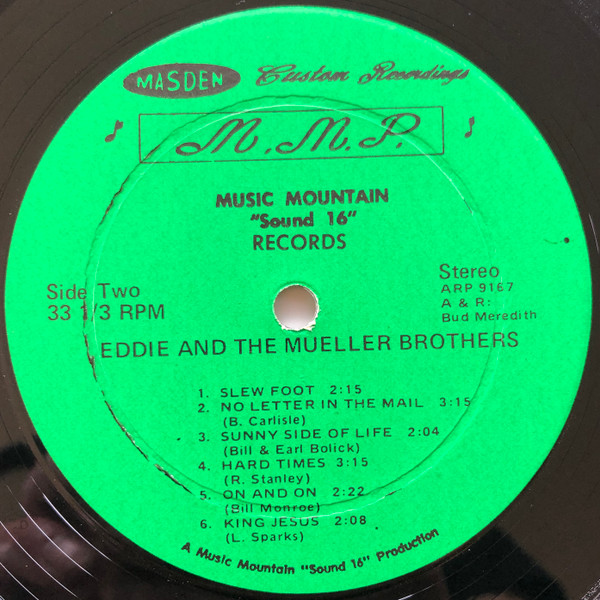 MASDEN Custom Recordings
M.M.P.
MUSIC MOUNTAIN
"Sound 16"
RECORDS
Side Two
33 1/3 RPM
Stereo
ARP 9167
A & R:
Bud Meredith
EDDIE AND THE MUELLER BROTHERS
1. SLEW FOOT 2:15
2. NO LETTER IN THE MAIL 3:15
(B. Carlisle)
3. SUNNY SIDE OF LIFE 2:04
(Bill & Earl Bolick)
4. HARD TIMES 3:15
(R. Stanley)
5. ON AND ON 2:22
(Bill Monroe)
6. KING JESUS 2:08
(L. Sparks)
A Music Mountain "Sound 16" Production